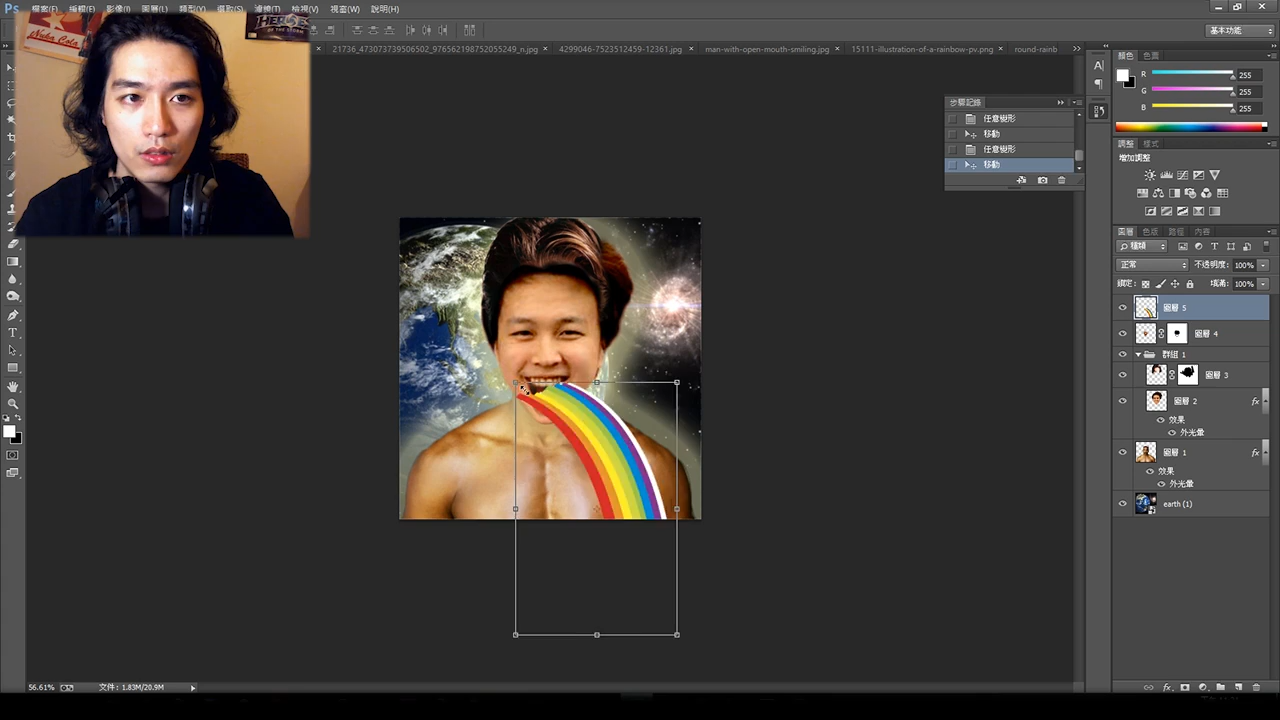 Ps 檔案(F) 編輯(E) 影像(I) 圖層(L) 類型(Y) 選取(S) 濾鏡(T) 檢視(V) 視窗(W) 說明(H)
Noka Cola
HEROES
OF THE STORM
基本功能
21736_473073739506502_976562198752055249_n.jpg × 4299046-7523512459-12361.jpg × man-with-open-mouth-smiling.jpg × 15111-illustration-of-a-rainbow-pv.png × round-rainb
顏色 色票
R 255
G 255
B 255
步驟記錄
任意變形
移動
任意變形
移動
調整 樣式
增加調整
圖層 色版 路徑 內容
種類
正常 不透明度: 100%
鎖定: 填滿: 100%
圖層 5
圖層 4
群組 1
圖層 3
圖層 2 fx
效果
外光暈
圖層 1 fx
效果
外光暈
earth (1)
56.61% 文件: 1.83M/20.9M